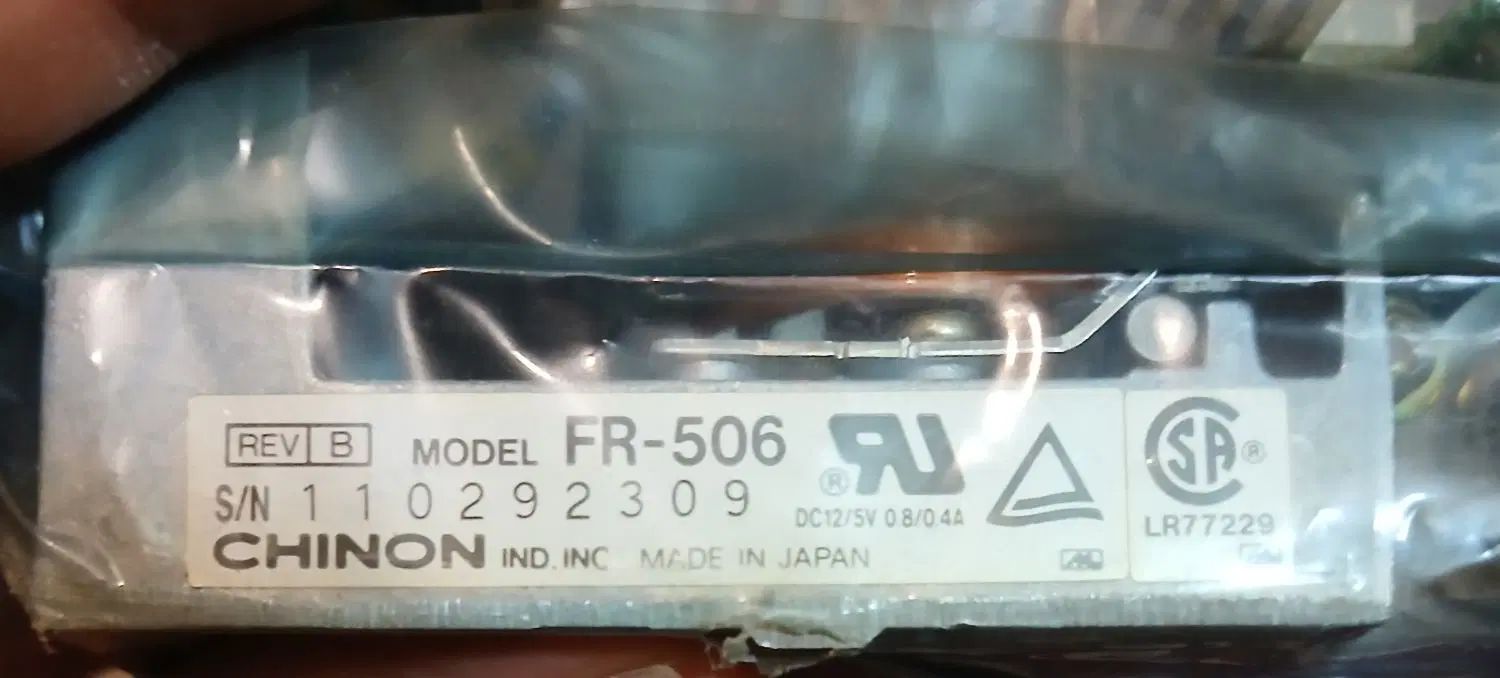 REV B MODEL FR-506
S/N 110292309
DC12/5V 0.8/0.4A
CHINON IND. INC MADE IN JAPAN
SA ®
LR77229